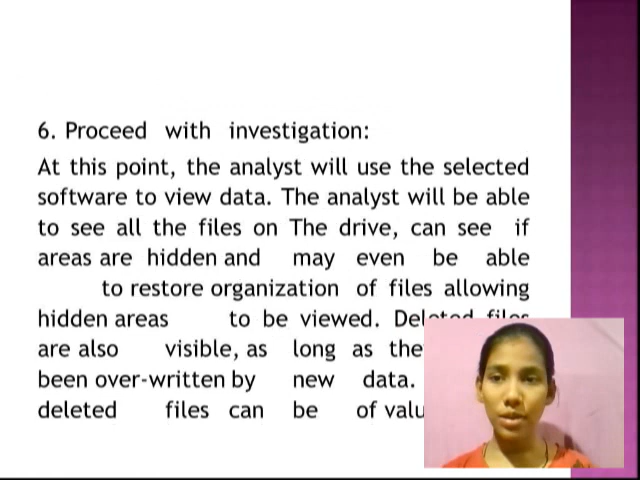 6. Proceed with investigation:
At this point, the analyst will use the selected
software to view data. The analyst will be able
to see all the files on The drive, can see if
areas are hidden and may even be able
to restore organization of files allowing
hidden areas to be viewed. Deleted files
are also visible, as long as
been over-written by new data.
deleted files can be of